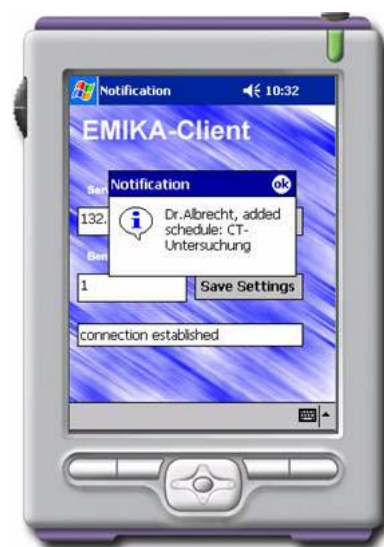 Notification 10:32
EMIKA-Client
Notification ok
Dr.Albrecht, added
schedule: CT-
Untersuchung
132.
1 Save Settings
connection established